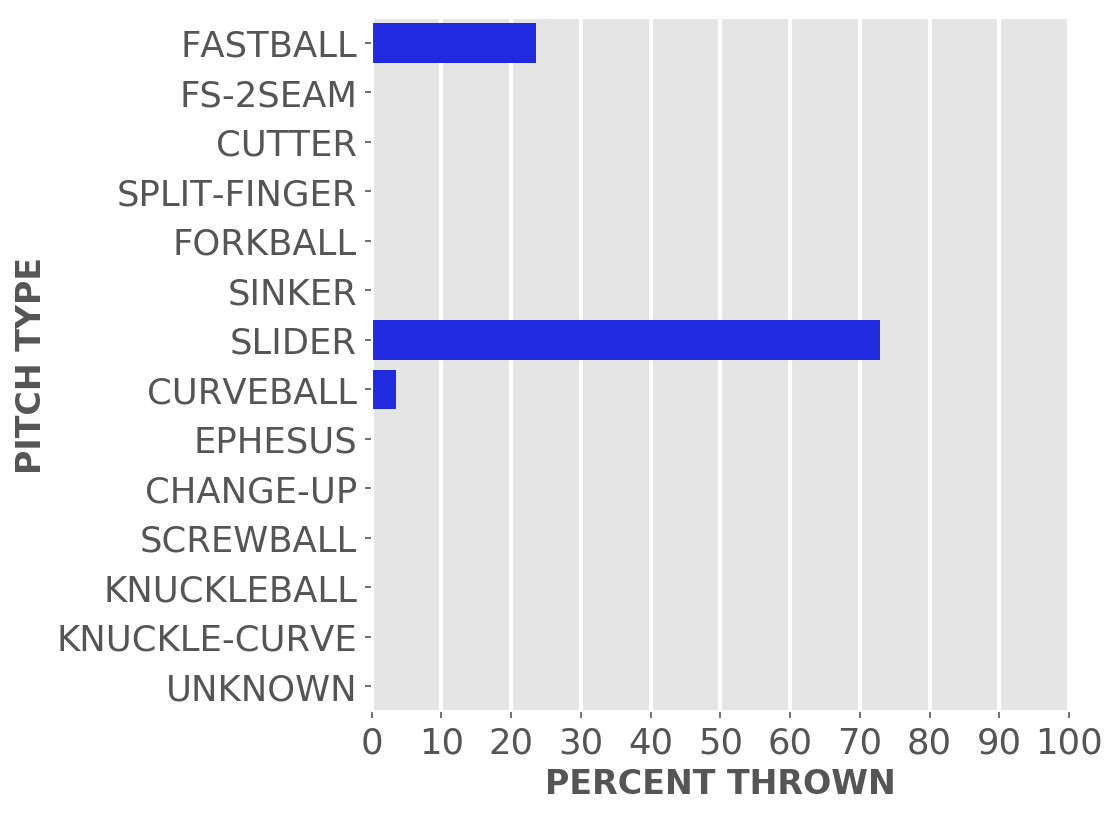 FASTBALL
FS-2SEAM
CUTTER
SPLIT-FINGER
FORKBALL
SINKER
SLIDER
CURVEBALL
EPHESUS
CHANGE-UP
SCREWBALL
KNUCKLEBALL
KNUCKLE-CURVE
UNKNOWN
PITCH TYPE
0 10 20 30 40 50 60 70 80 90 100
PERCENT THROWN